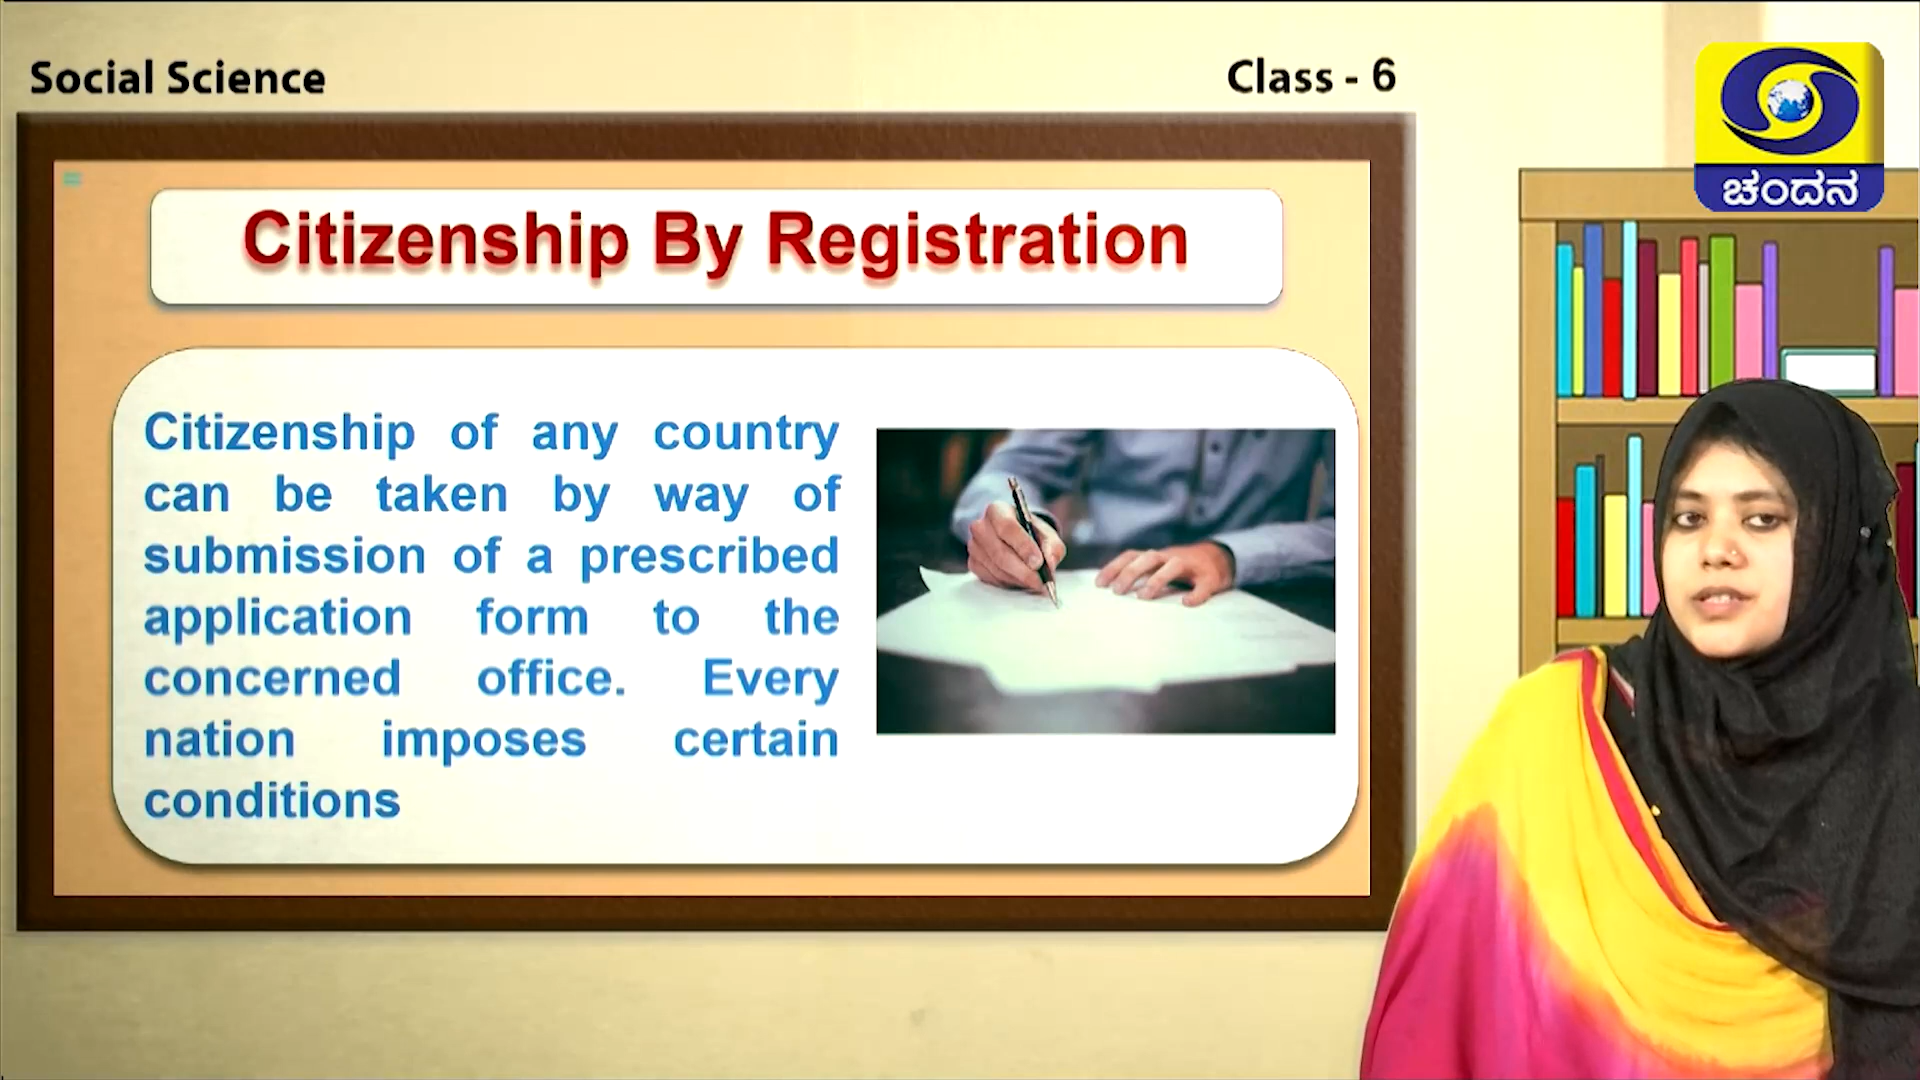 Social Science
Class - 6
ಚಂದನ
Citizenship By Registration
Citizenship of any country
can be taken by way of
submission of a prescribed
application form to the
concerned office. Every
nation imposes certain
conditions